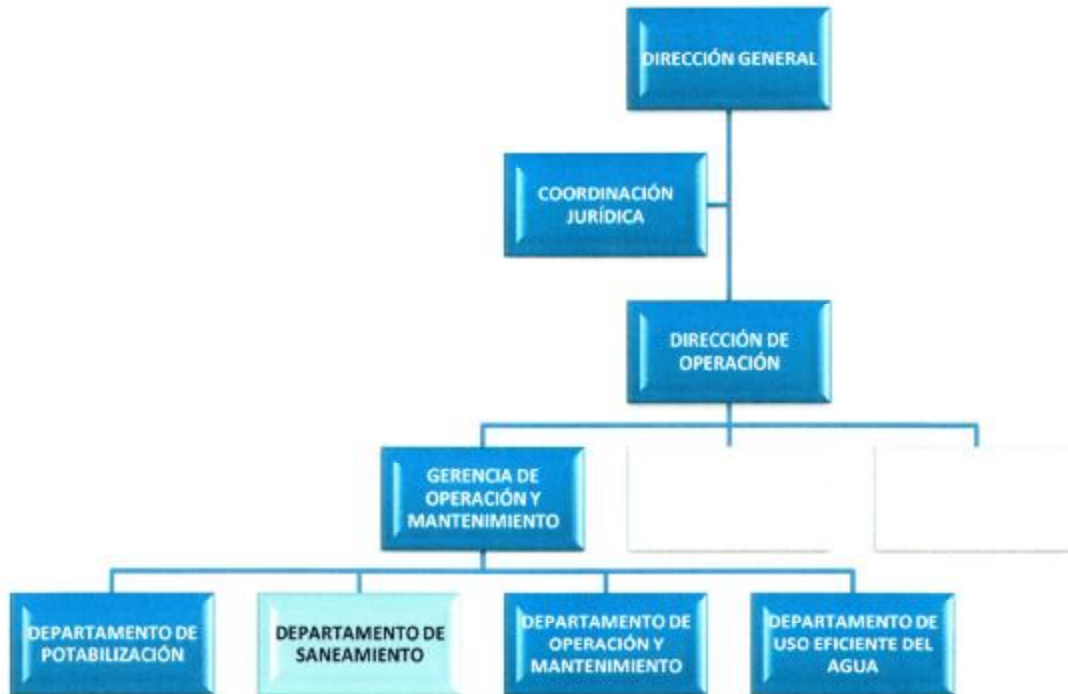 DIRECCIÓN GENERAL
COORDINACIÓN
JURÍDICA
DIRECCIÓN DE
OPERACIÓN
GERENCIA DE
OPERACIÓN Y
MANTENIMIENTO
DEPARTAMENTO DE
POTABILIZACIÓN
DEPARTAMENTO DE
SANEAMIENTO
DEPARTAMENTO DE
OPERACIÓN Y
MANTENIMIENTO
DEPARTAMENTO DE
USO EFICIENTE DEL
AGUA